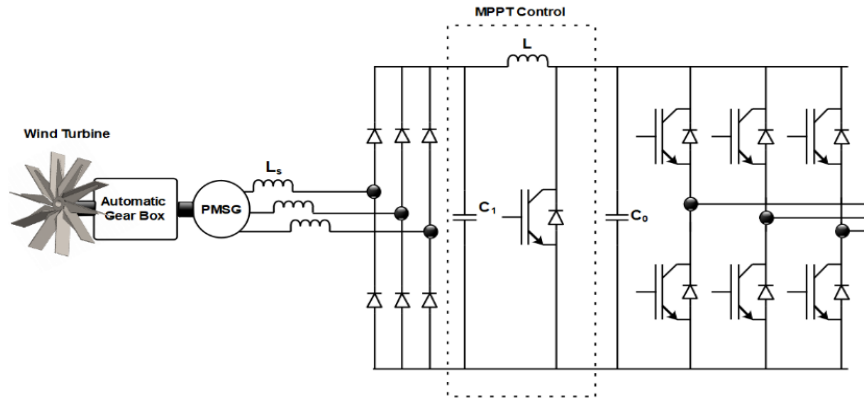 MPPT Control
L
Wind Turbine
Ls
Automatic
Gear Box
PMSG
C1
C0